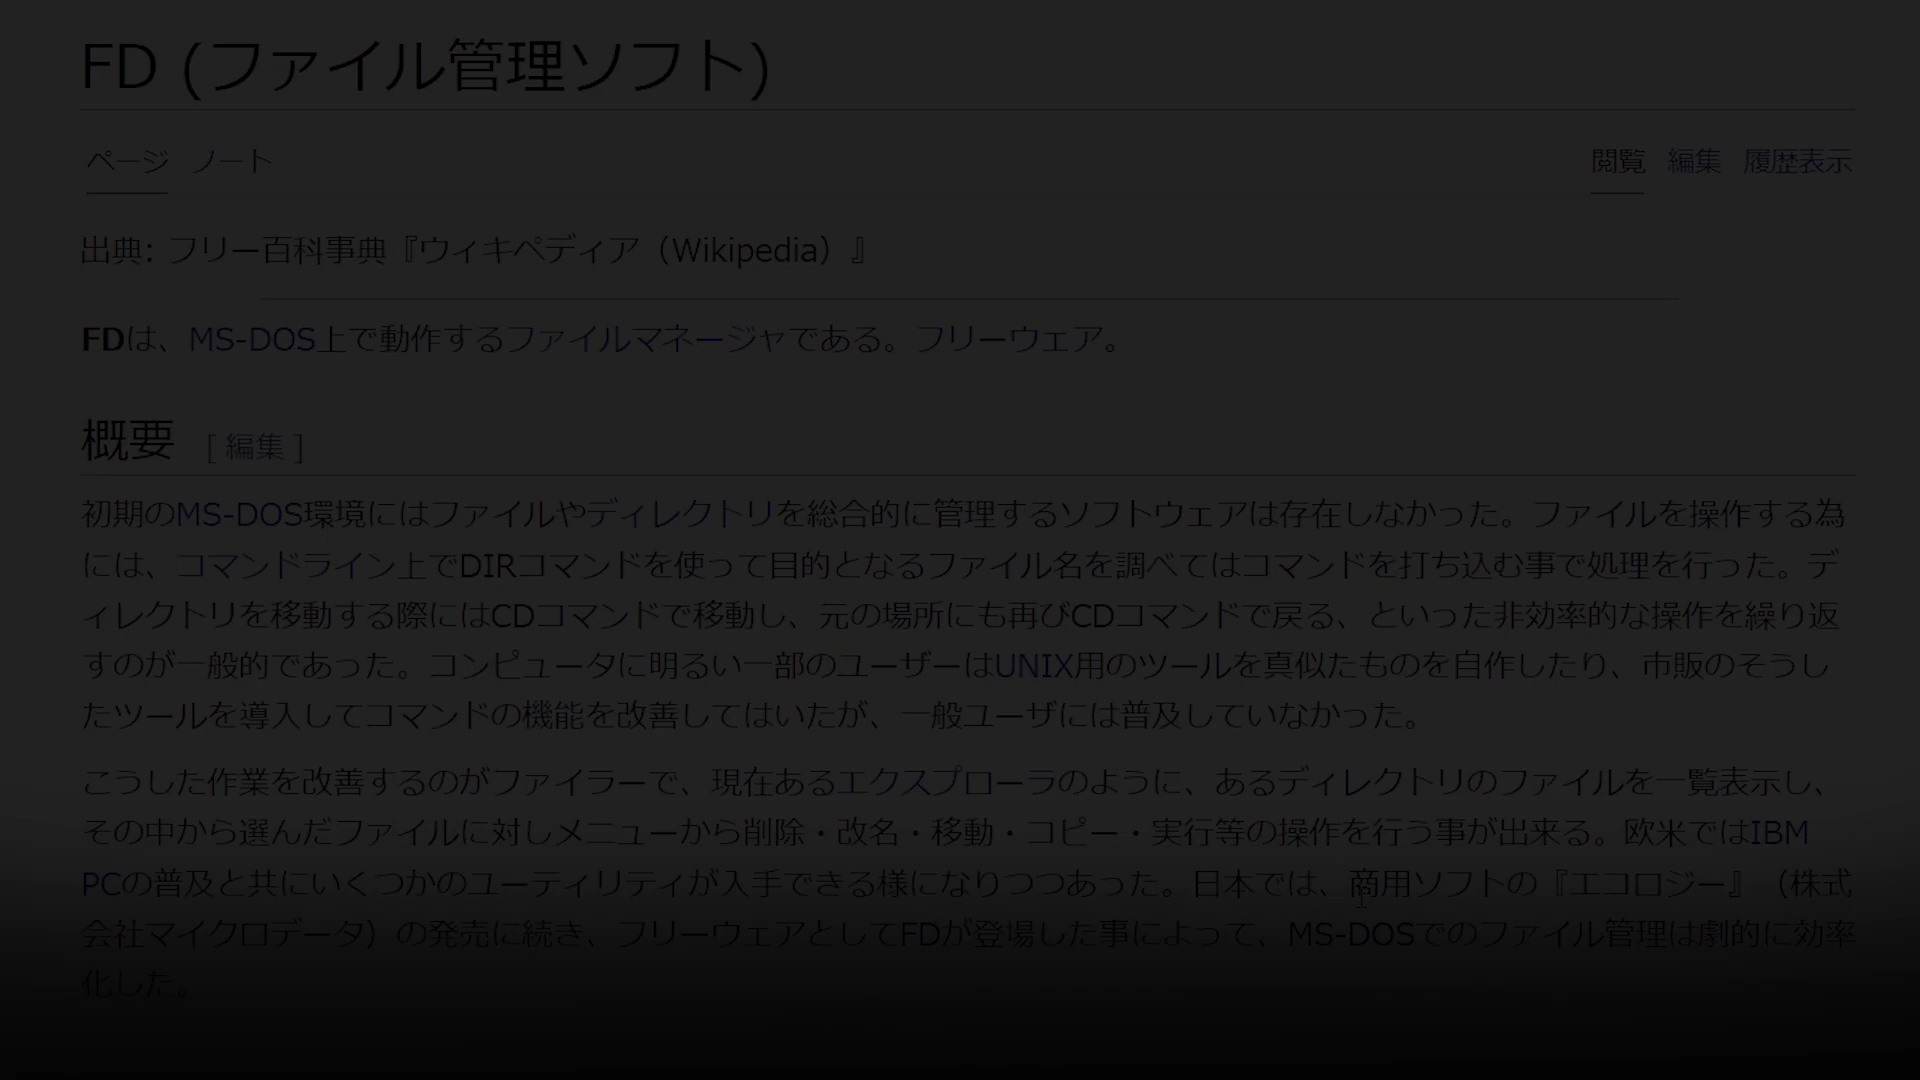 FD (ファイル管理ソフト)
ページ ノート 閲覧 編集 履歴表示
出典: フリー百科事典『ウィキペディア（Wikipedia）』
FDは、MS-DOS上で動作するファイルマネージャである。フリーウェア。
概要 [ 編集 ]
初期のMS-DOS環境にはファイルやディレクトリを総合的に管理するソフトウェアは存在しなかった。ファイルを操作する為
には、コマンドライン上でDIRコマンドを使って目的となるファイル名を調べてはコマンドを打ち込む事で処理を行った。デ
ィレクトリを移動する際にはCDコマンドで移動し、元の場所にも再びCDコマンドで戻る、といった非効率的な操作を繰り返
すのが一般的であった。コンピュータに明るい一部のユーザーはUNIX用のツールを真似たものを自作したり、市販のそうし
たツールを導入してコマンドの機能を改善してはいたが、一般ユーザには普及していなかった。
こうした作業を改善するのがファイラーで、現在あるエクスプローラのように、あるディレクトリのファイルを一覧表示し、
その中から選んだファイルに対しメニューから削除・改名・移動・コピー・実行等の操作を行う事が出来る。欧米ではIBM
PCの普及と共にいくつかのユーティリティが入手できる様になりつつあった。日本では、商用ソフトの『エコロジー』（株式
会社マイクロデータ）の発売に続き、フリーウェアとしてFDが登場した事によって、MS-DOSでのファイル管理は劇的に効率
化した。